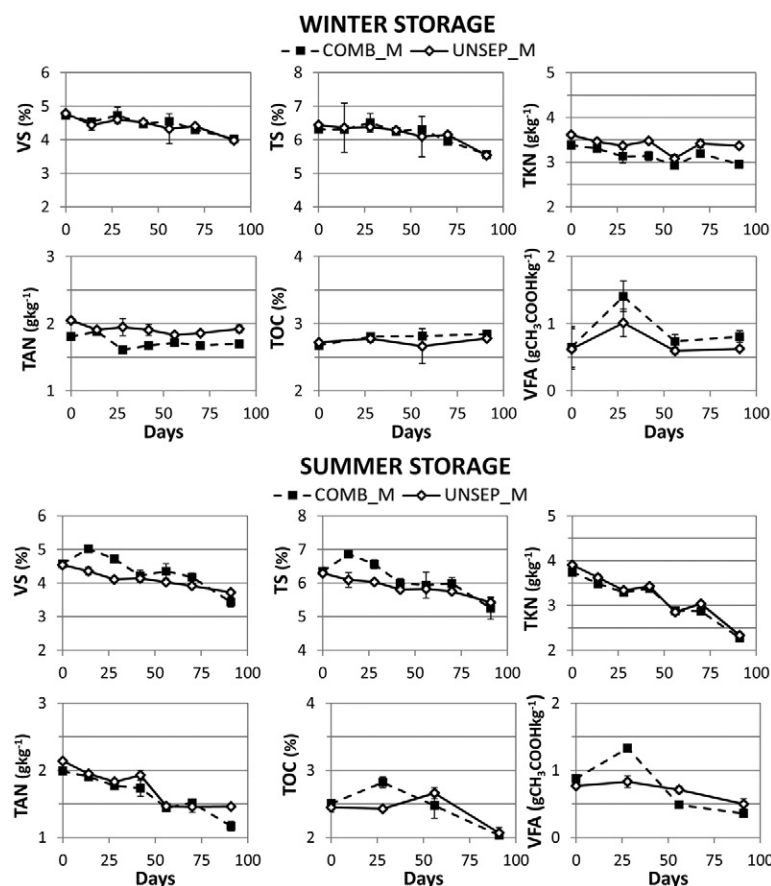 WINTER STORAGE
COMB_M UNSEP_M
VS (%)
6
5
4
3
2
0 25 50 75 100
TS (%)
8
7
6
5
4
0 25 50 75 100
TKN (gkg⁻¹)
5
4
3
2
0 25 50 75 100
TAN (gkg⁻¹)
3
2
1
0 25 50 75 100
Days
TOC (%)
4
3
2
0 25 50 75 100
Days
VFA (gCH₃COOHkg⁻¹)
2
1
0
0 25 50 75 100
Days
SUMMER STORAGE
COMB_M UNSEP_M
VS (%)
6
5
4
3
2
0 25 50 75 100
TS (%)
8
7
6
5
4
0 25 50 75 100
TKN (gkg⁻¹)
5
4
3
2
0 25 50 75 100
TAN (gkg⁻¹)
3
2
1
0 25 50 75 100
Days
TOC (%)
4
3
2
0 25 50 75 100
Days
VFA (gCH₃COOHkg⁻¹)
2
1
0
0 25 50 75 100
Days